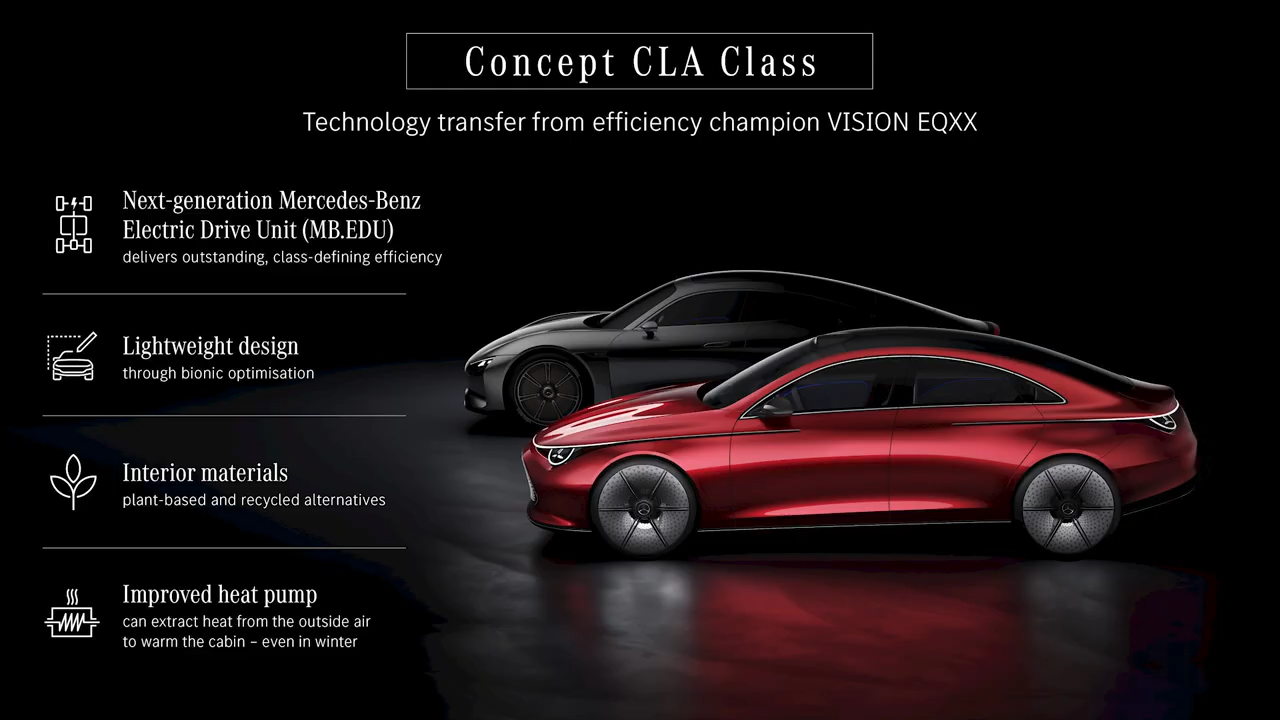 Concept CLA Class
Technology transfer from efficiency champion VISION EQXX
Next-generation Mercedes-Benz
Electric Drive Unit (MB.EDU)
delivers outstanding, class-defining efficiency
Lightweight design
through bionic optimisation
Interior materials
plant-based and recycled alternatives
Improved heat pump
can extract heat from the outside air
to warm the cabin – even in winter